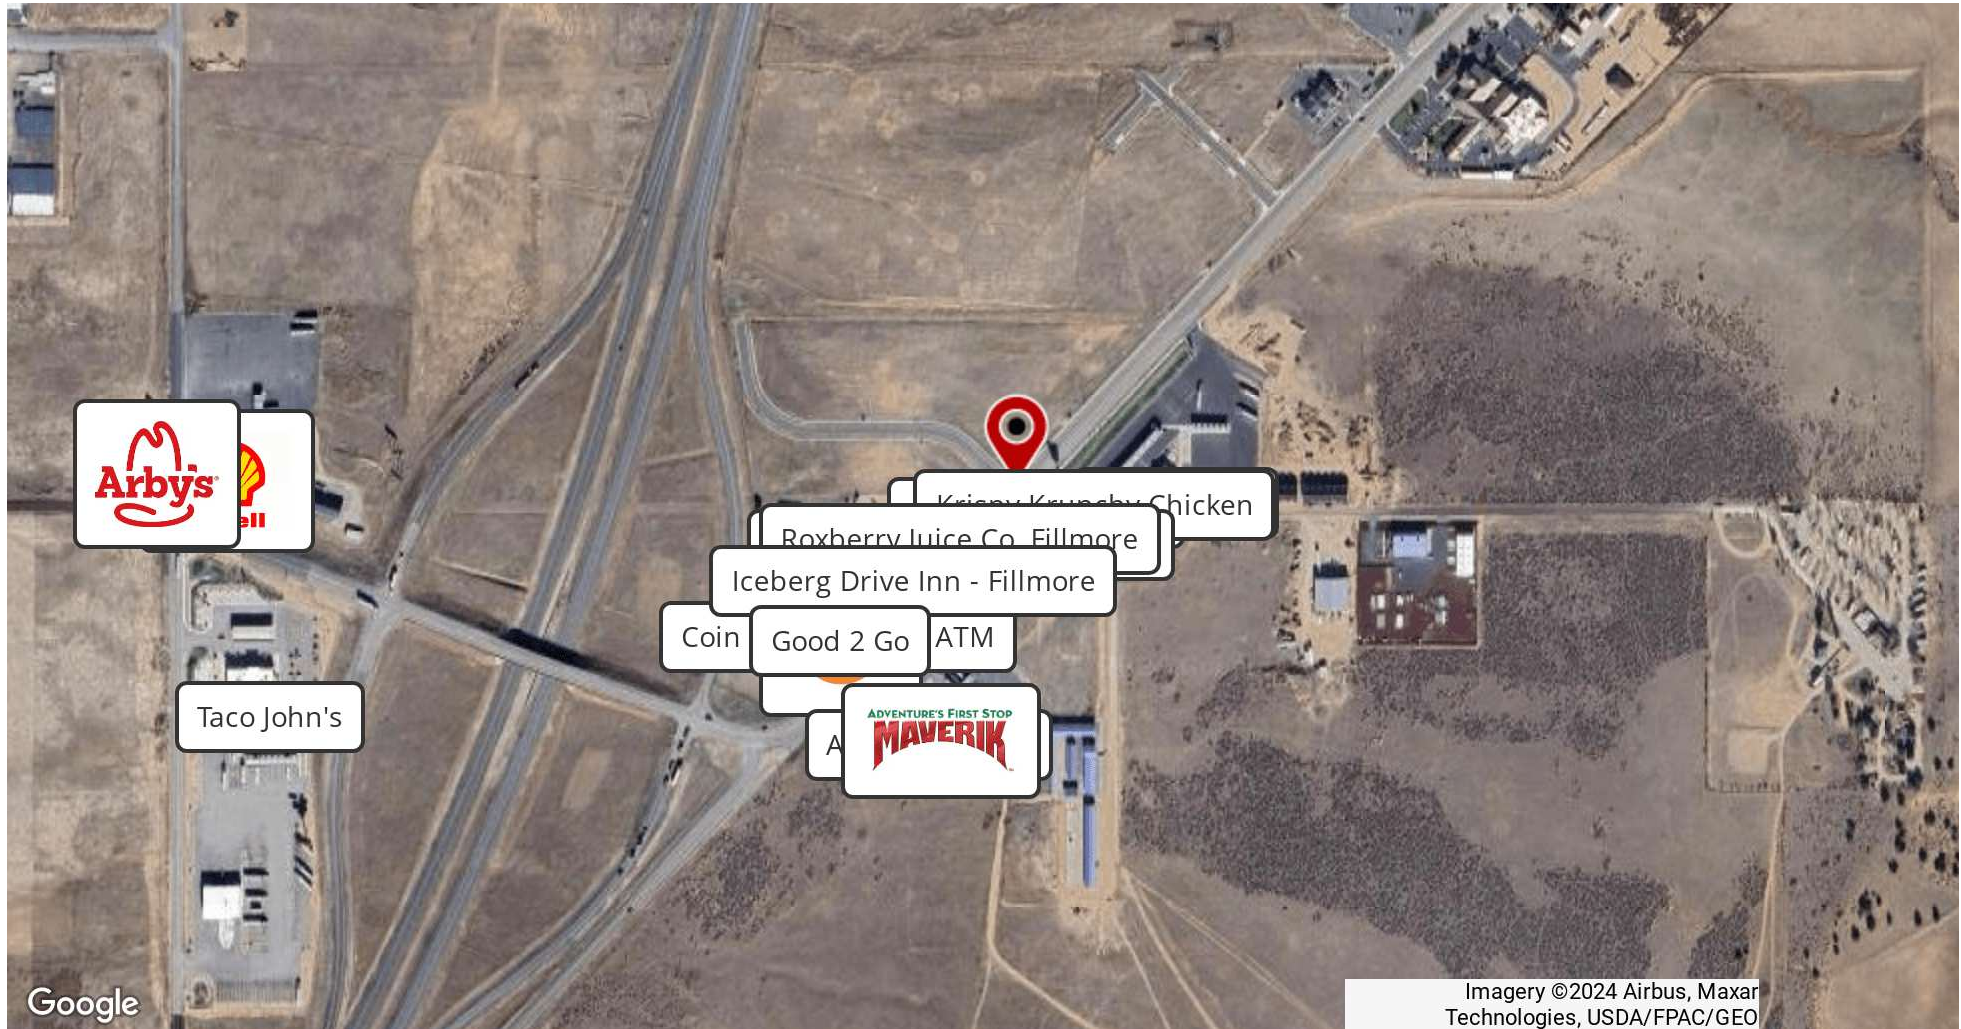 Krispy Krunchy Chicken
Arby's
ell
Roxberry Juice Co. Fillmore
Iceberg Drive Inn - Fillmore
Coin
Good 2 Go
ATM
Taco John's
A
ADVENTURE'S FIRST STOP
MAVERIK
Google
Imagery ©2024 Airbus, Maxar
Technologies, USDA/FPAC/GEO